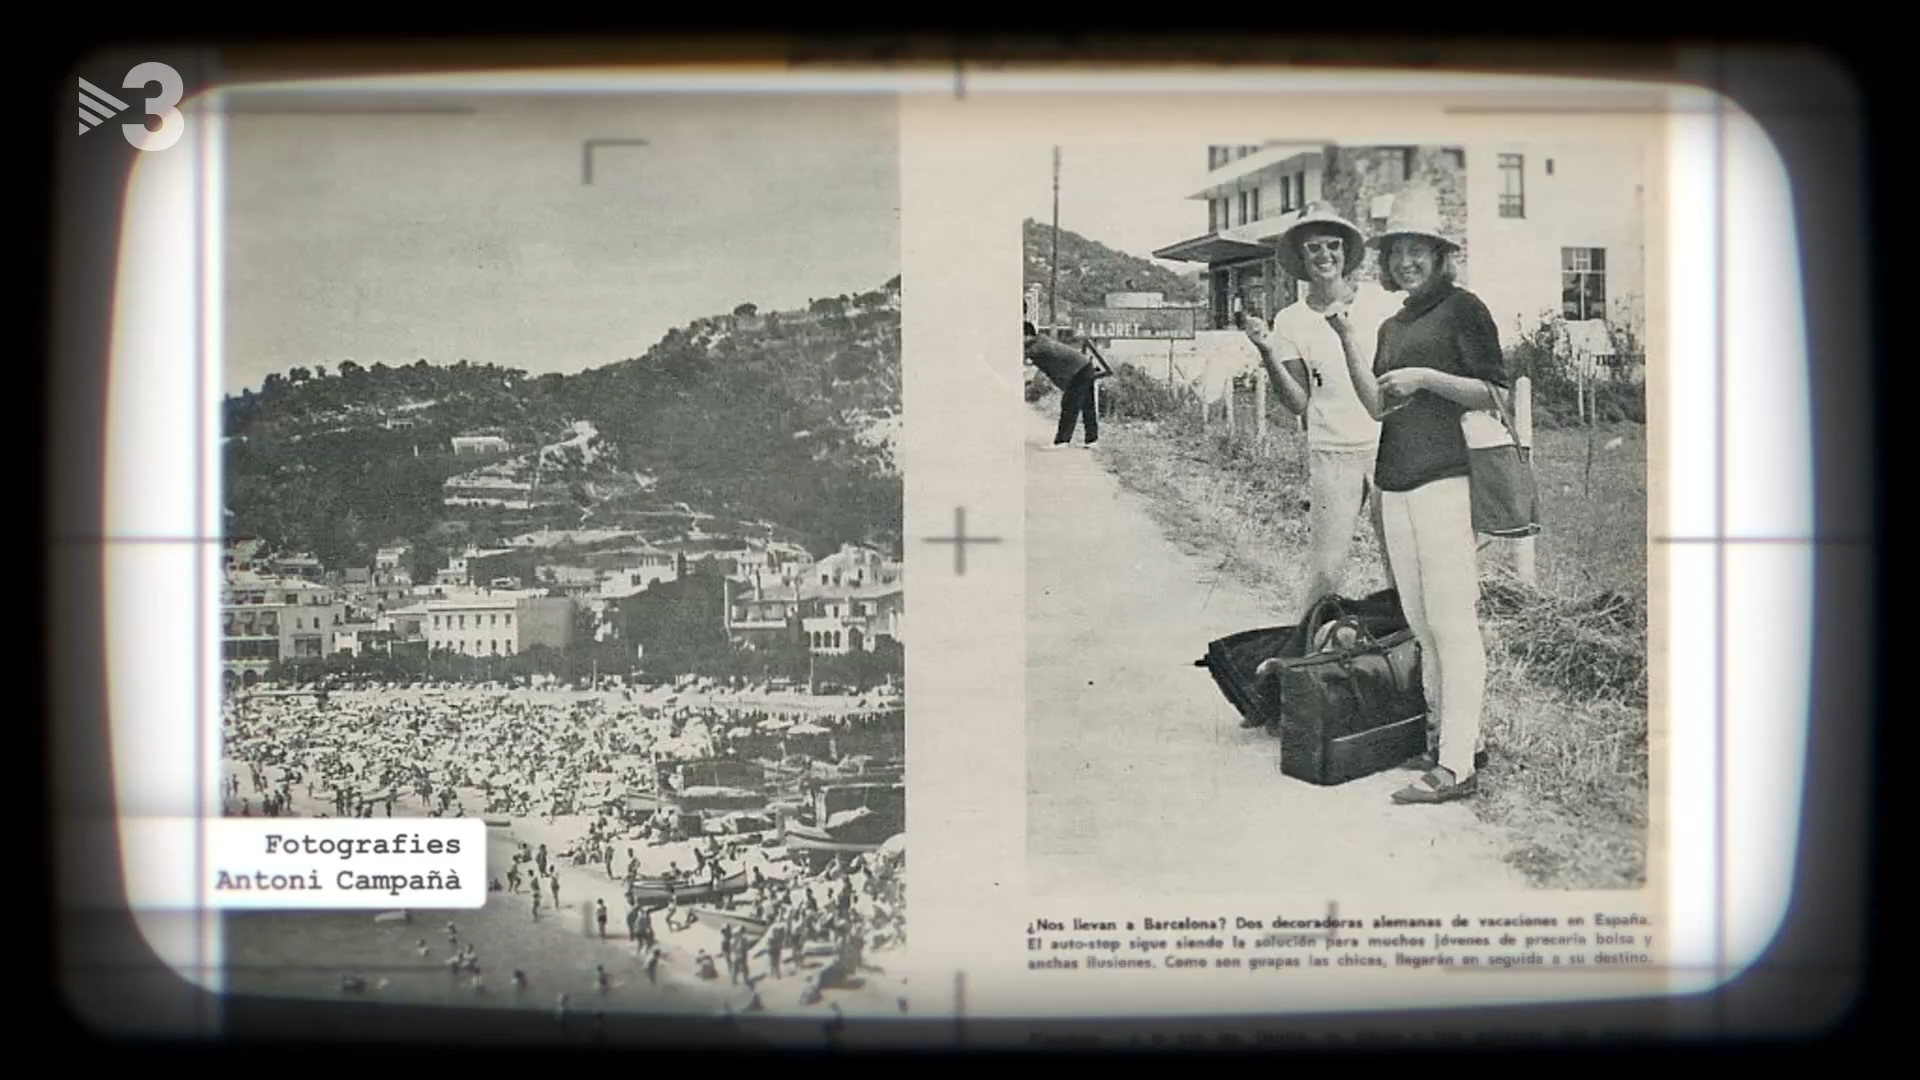 3
A LLORET
¿Nos llevan a Barcelona? Dos decoradoras alemanas de vacaciones en España.
El auto-stop sigue siendo la solución para muchos jóvenes de precaria bolsa y
anchas ilusiones. Como son guapas las chicas, llegarán en seguida a su destino.
Fotografies
Antoni Campañà